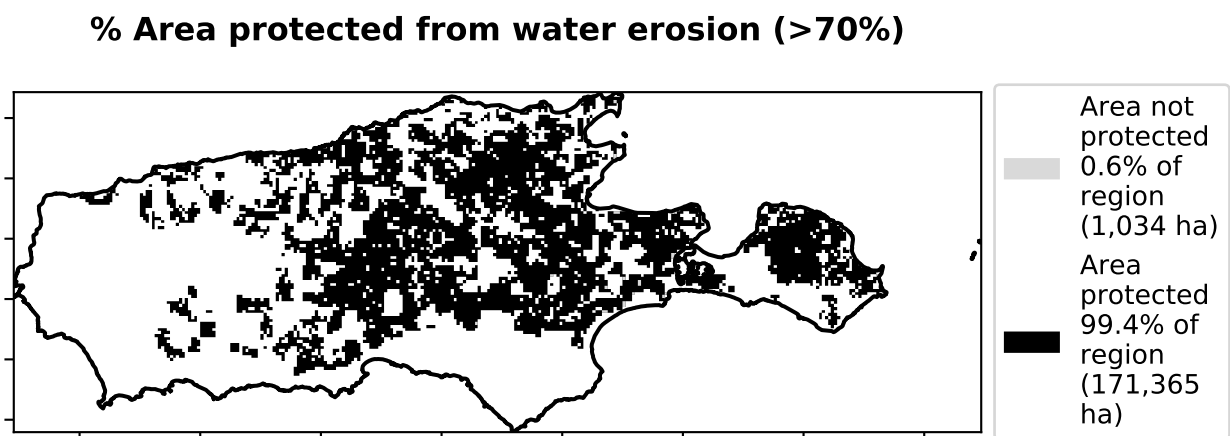 % Area protected from water erosion (>70%)
Area not
protected
0.6% of
region
(1,034 ha)
Area
protected
99.4% of
region
(171,365
ha)